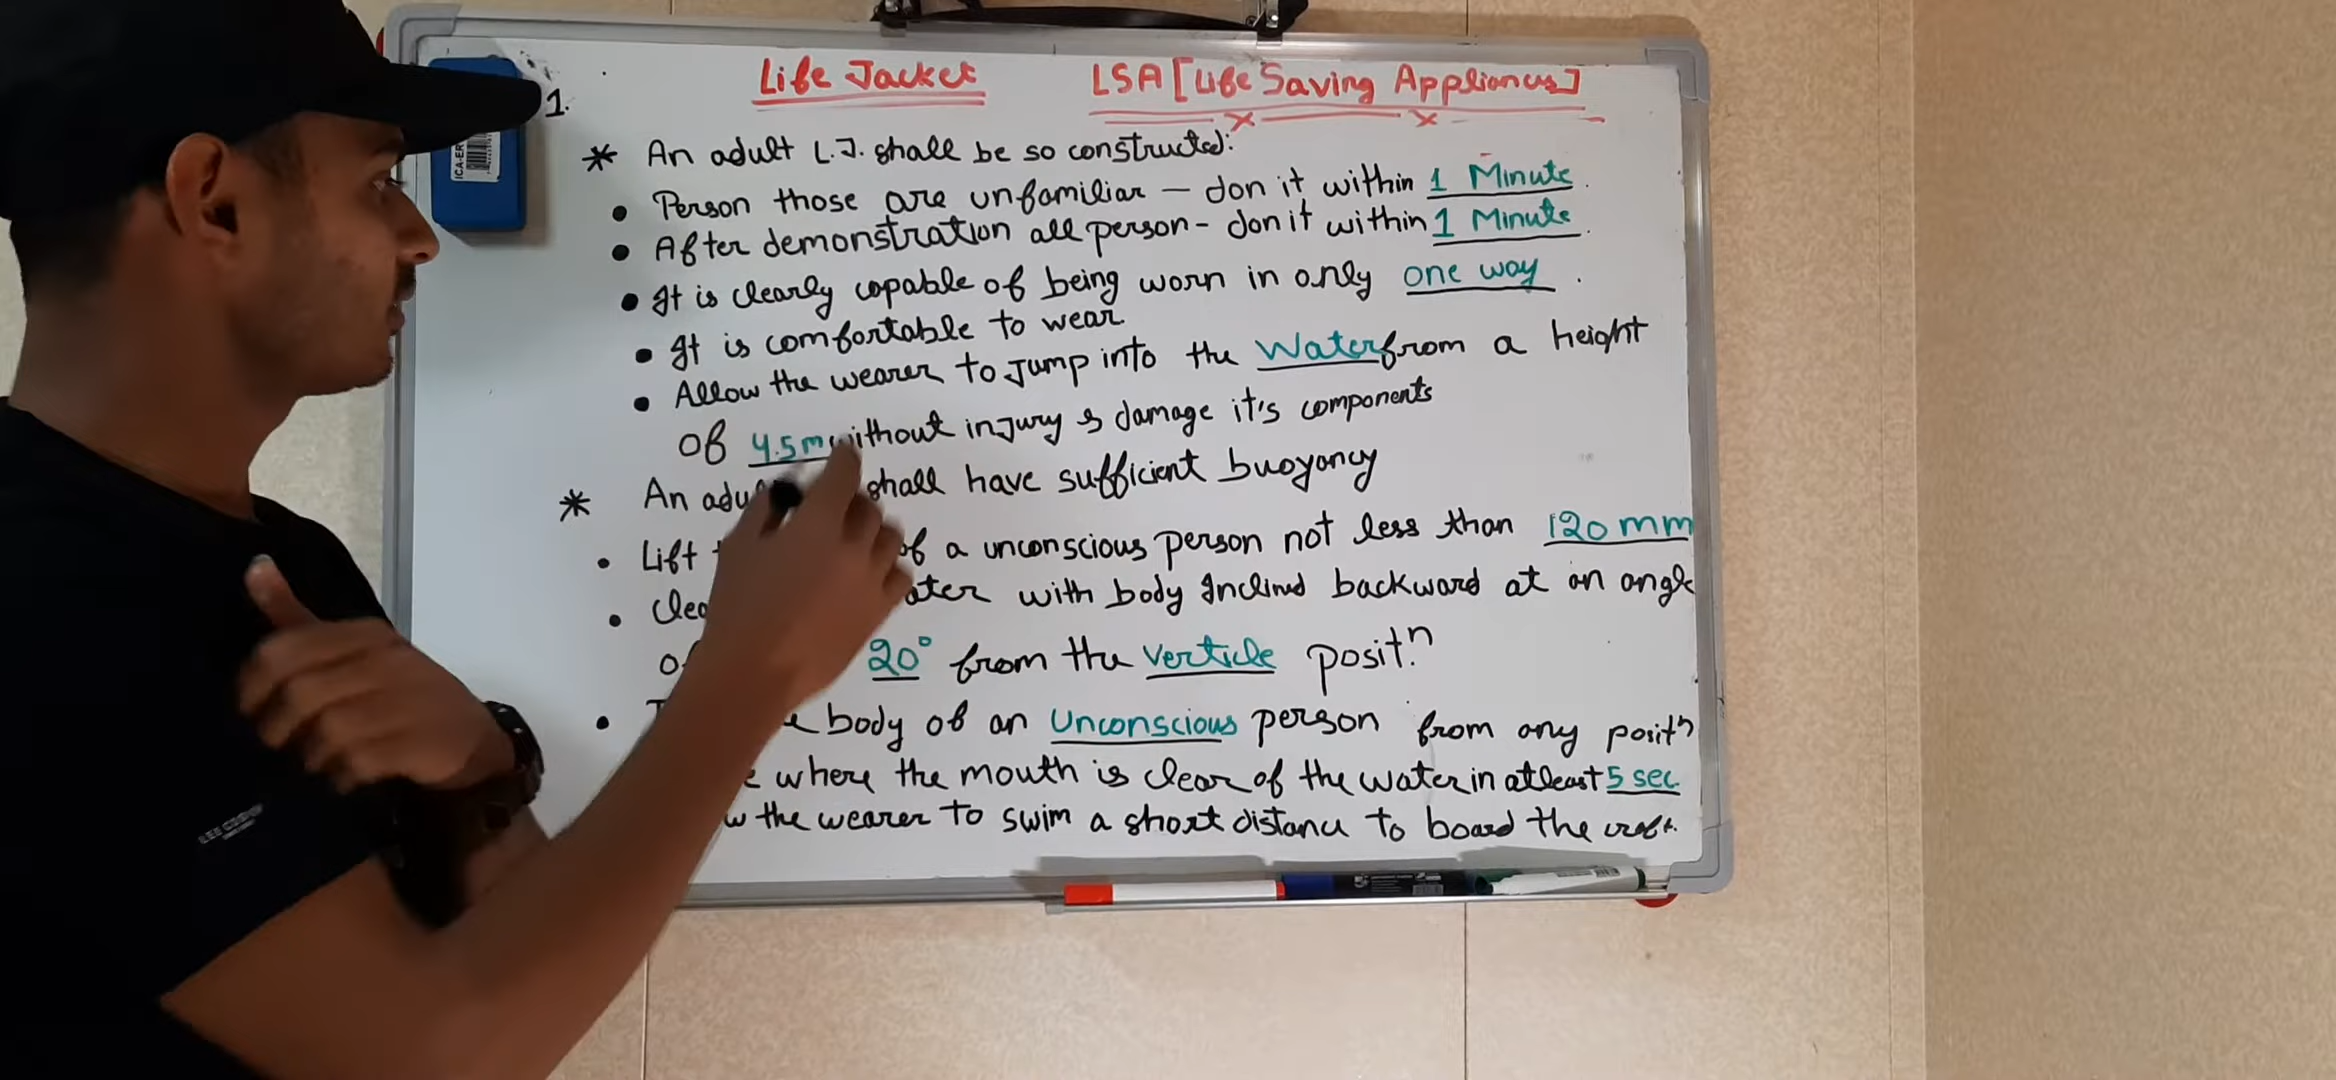 1.
Life Jacket LSA [Life Saving Appliances]
* An adult L.J. shall be so constructed:
• Person those are unfamiliar — don it within 1 Minute.
• After demonstration all person - don it within 1 Minute.
• It is clearly capable of being worn in only one way.
• It is comfortable to wear
• Allow the wearer to Jump into the Water from a height
of 4.5m without injury & damage it's components
* An shall have sufficient buoyancy
• Lift of a unconscious person not less than 120 mm
• with body Inclined backward at an angle
20° from the verticle positn
• body of an Unconscious person from any positn
where the mouth is clear of the water in atleast 5 sec.
the wearer to swim a short distance to board the
ICA-ER
LEE COOPER